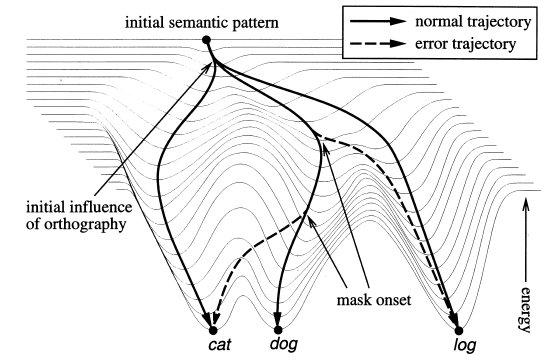 initial semantic pattern
normal trajectory
error trajectory
initial influence
of orthography
mask onset
energy
cat
dog
log